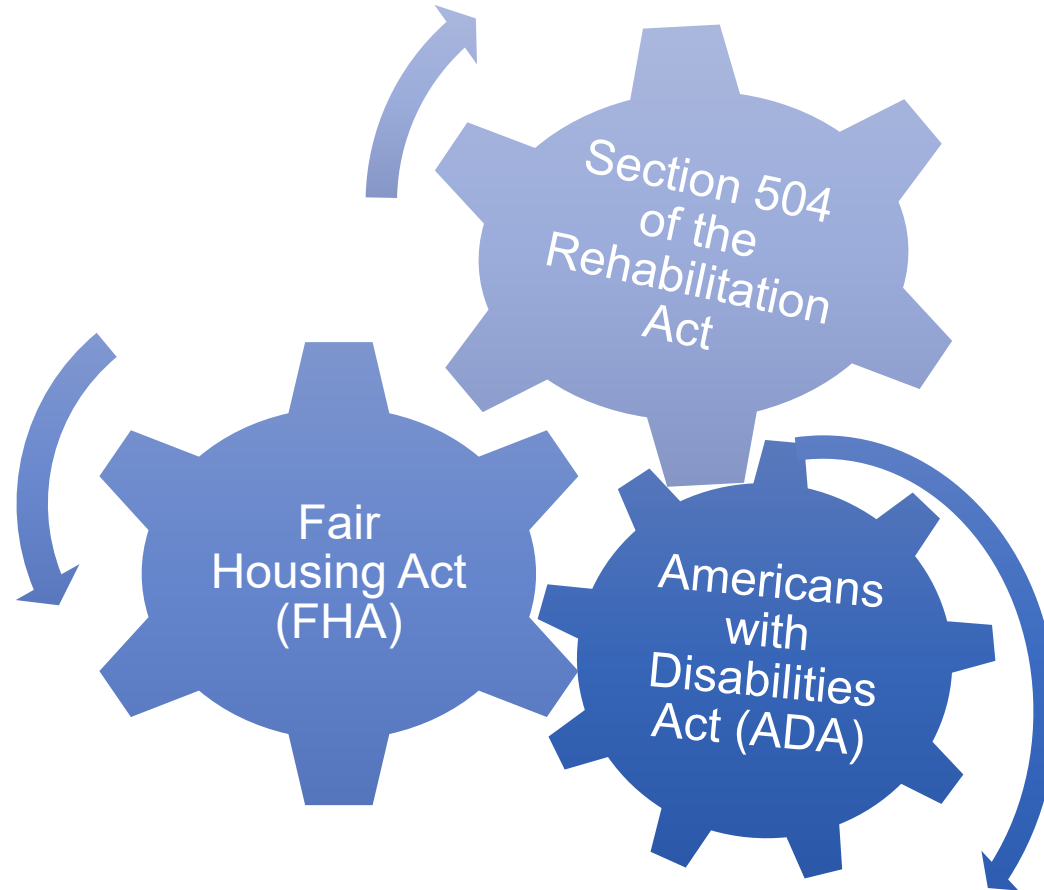 Section 504
of the
Rehabilitation
Act
Fair
Housing Act
(FHA)
Americans
with
Disabilities
Act (ADA)